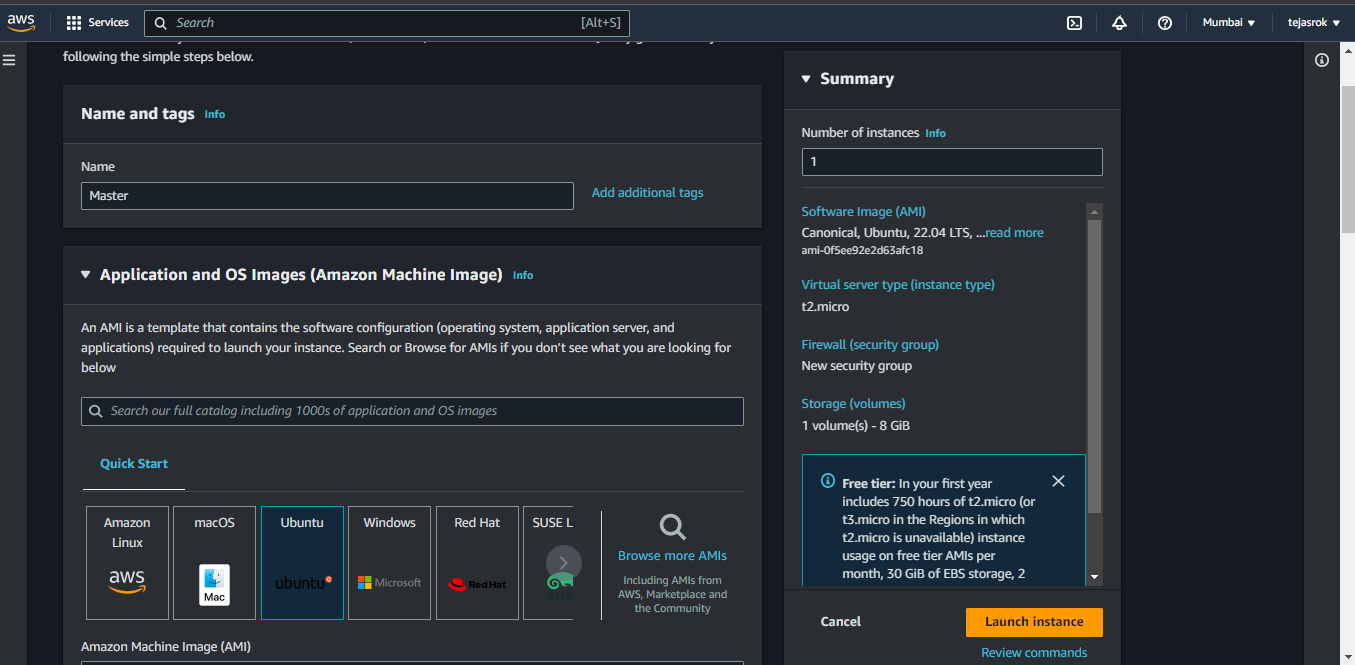 aws
Services
Search
[Alt+S]
Mumbai
tejasrok
following the simple steps below.
Name and tags Info
Name
Master
Add additional tags
Application and OS Images (Amazon Machine Image) Info
An AMI is a template that contains the software configuration (operating system, application server, and
applications) required to launch your instance. Search or Browse for AMIs if you don't see what you are looking for
below
Search our full catalog including 1000s of application and OS images
Quick Start
Amazon
Linux
aws
macOS
Mac
Ubuntu
ubuntu
Windows
Microsoft
Red Hat
Red Hat
SUSE L
Browse more AMIs
Including AMIs from
AWS, Marketplace and
the Community
Amazon Machine Image (AMI)
Summary
Number of instances Info
1
Software Image (AMI)
Canonical, Ubuntu, 22.04 LTS, ...read more
ami-0f5ee92e2d63afc18
Virtual server type (instance type)
t2.micro
Firewall (security group)
New security group
Storage (volumes)
1 volume(s) - 8 GiB
Free tier: In your first year
includes 750 hours of t2.micro (or
t3.micro in the Regions in which
t2.micro is unavailable) instance
usage on free tier AMIs per
month, 30 GiB of EBS storage, 2
Cancel
Launch instance
Review commands